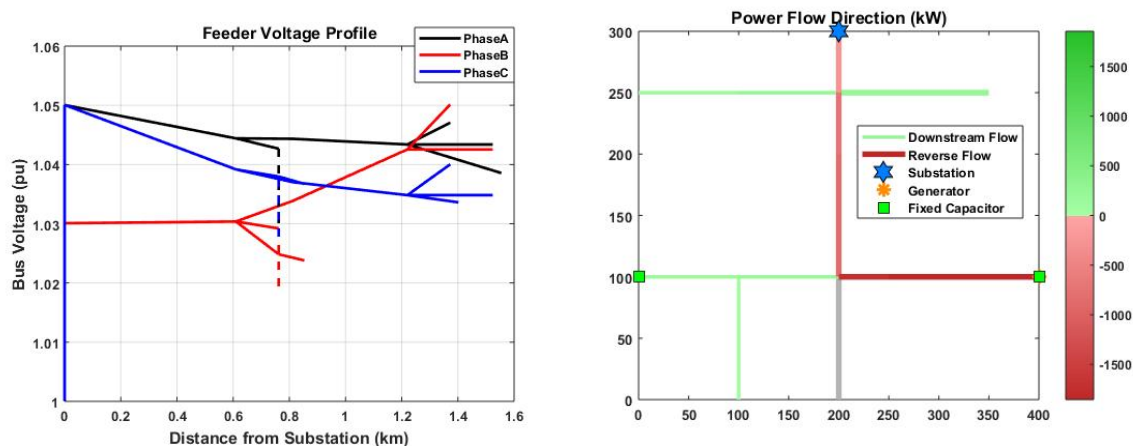 Feeder Voltage Profile
PhaseA
PhaseB
PhaseC
1.06
1.05
1.04
1.03
1.02
1.01
1
Bus Voltage (pu)
0 0.2 0.4 0.6 0.8 1 1.2 1.4 1.6
Distance from Substation (km)
Power Flow Direction (kW)
300
250
200
150
100
50
0
0 50 100 150 200 250 300 350 400
Downstream Flow
Reverse Flow
Substation
Generator
Fixed Capacitor
1500
1000
500
0
-500
-1000
-1500